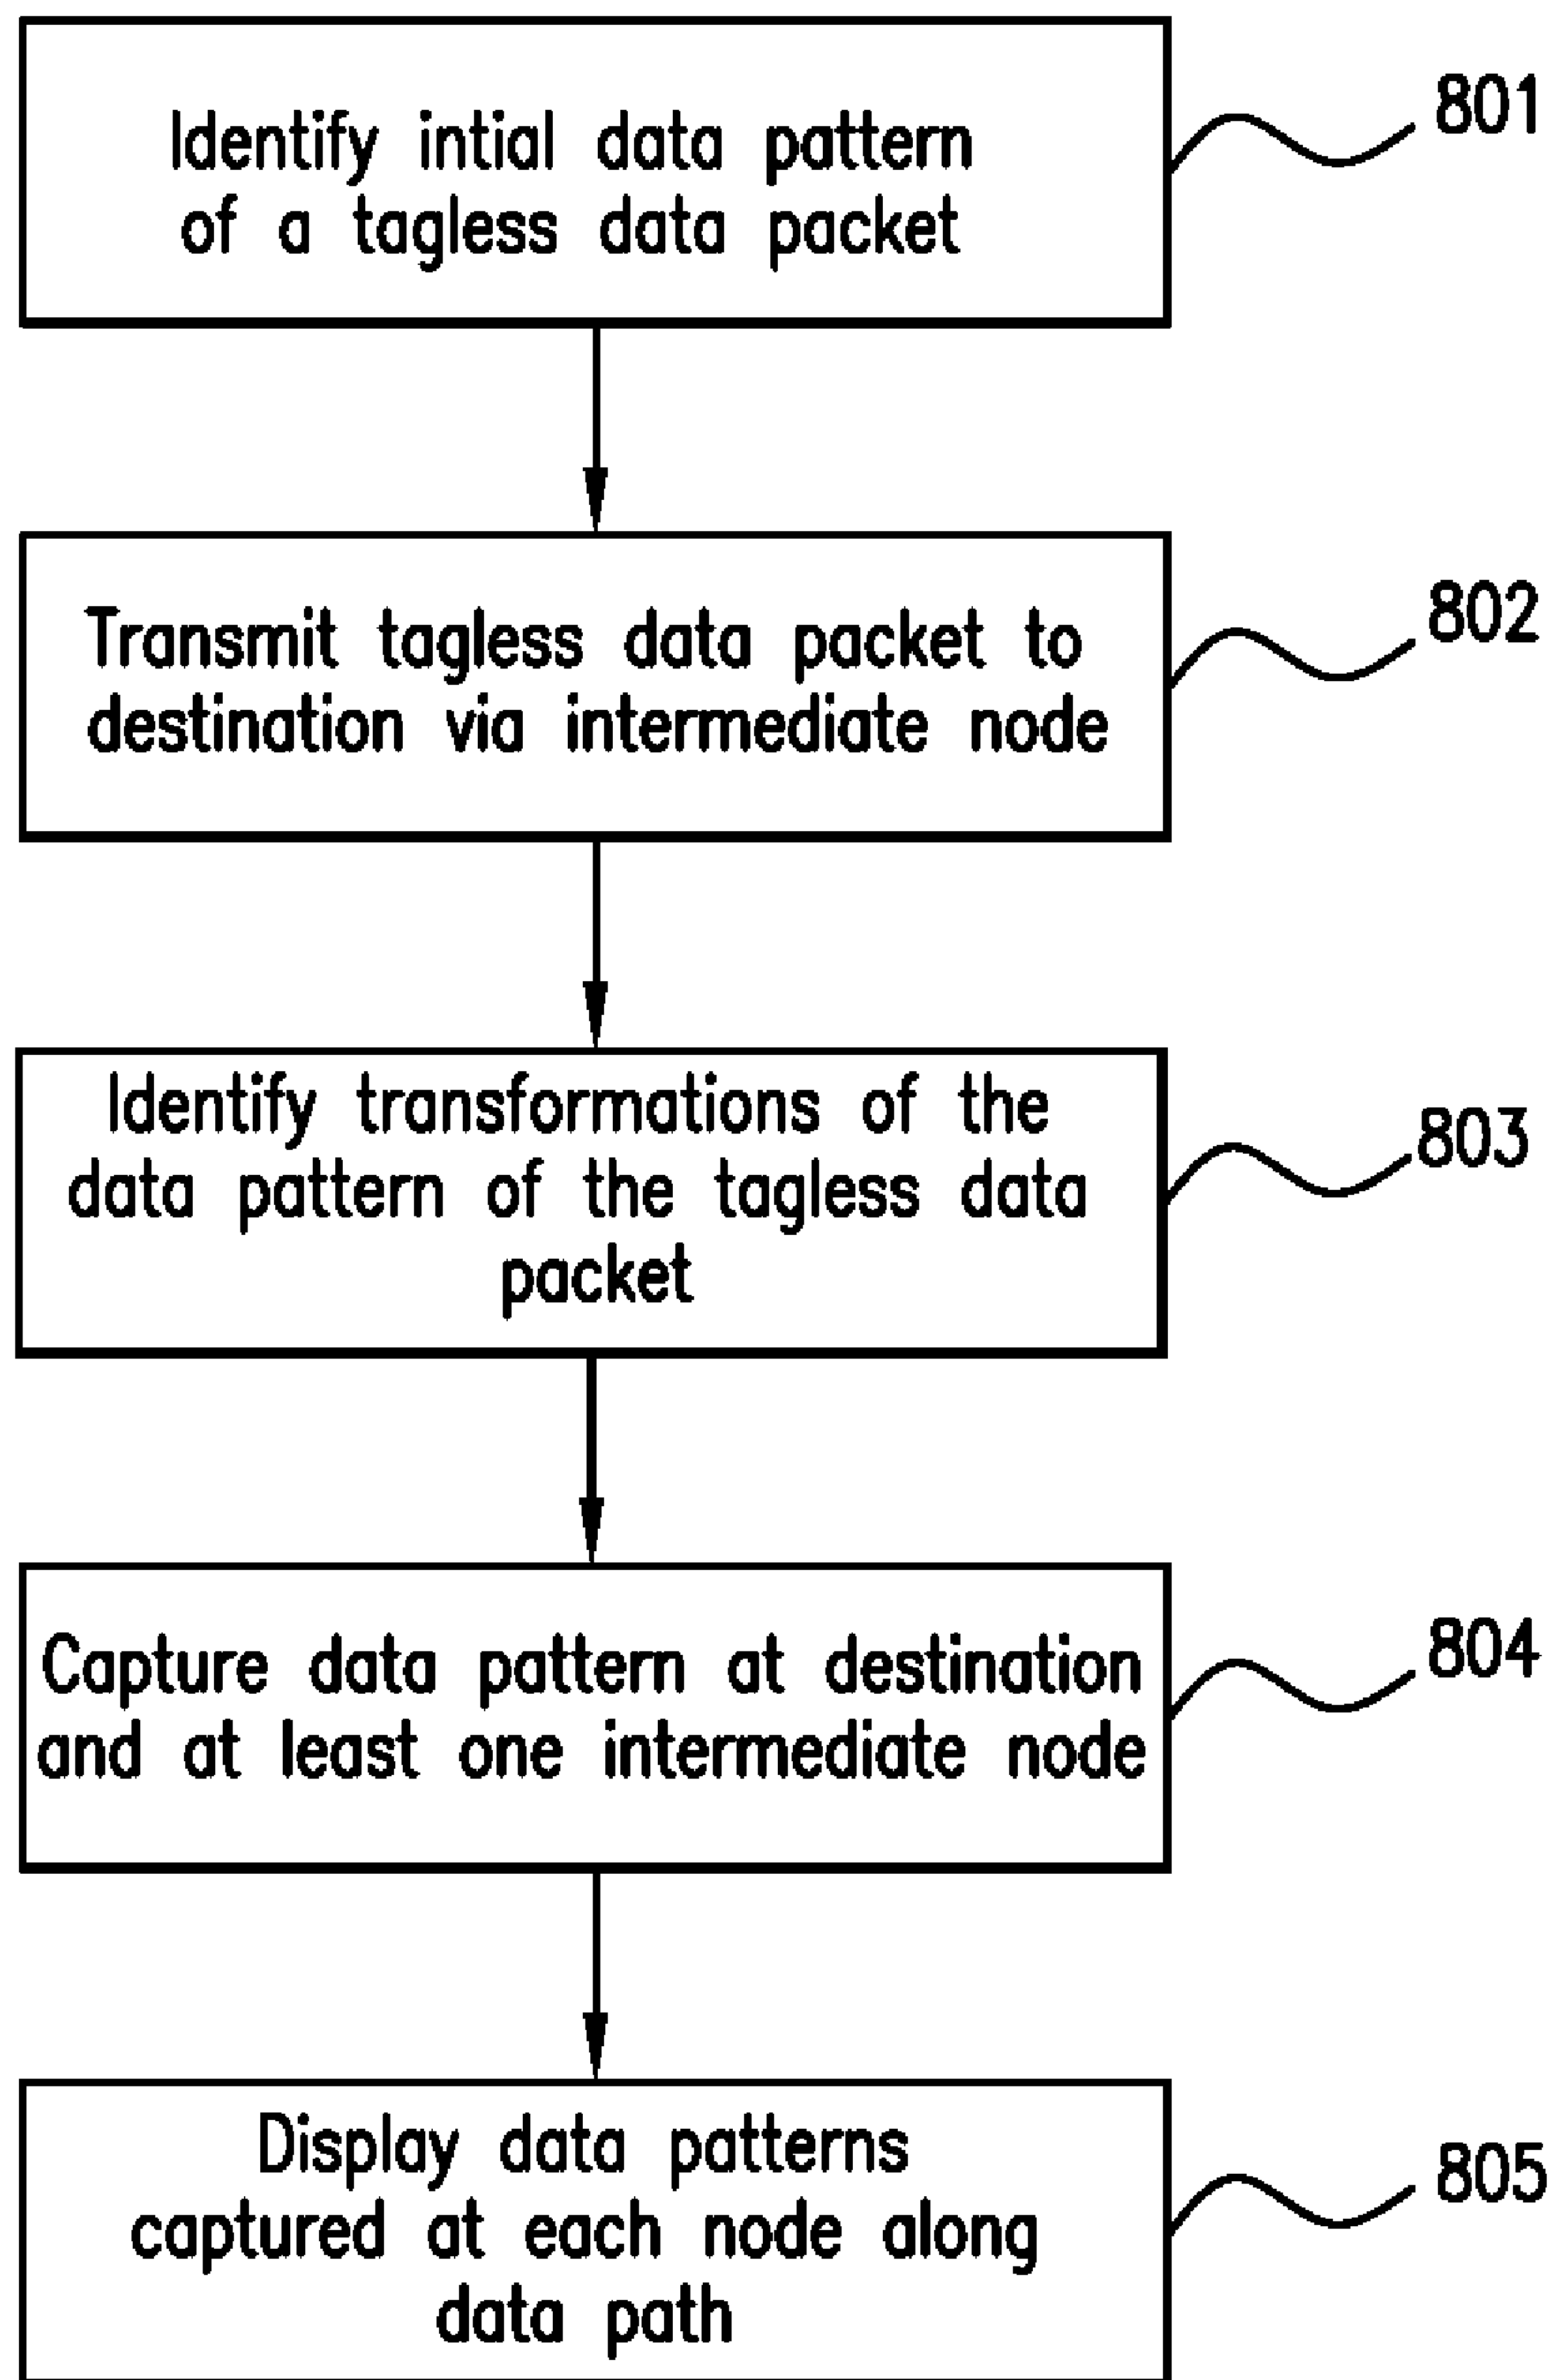 Identify intial data pattern
of a tagless data packet
801
Transmit tagless data packet to
destination via intermediate node
802
Identify transformations of the
data pattern of the tagless data
packet
803
Capture data pattern at destination
and at least one intermediate node
804
Display data patterns
captured at each node along
data path
805